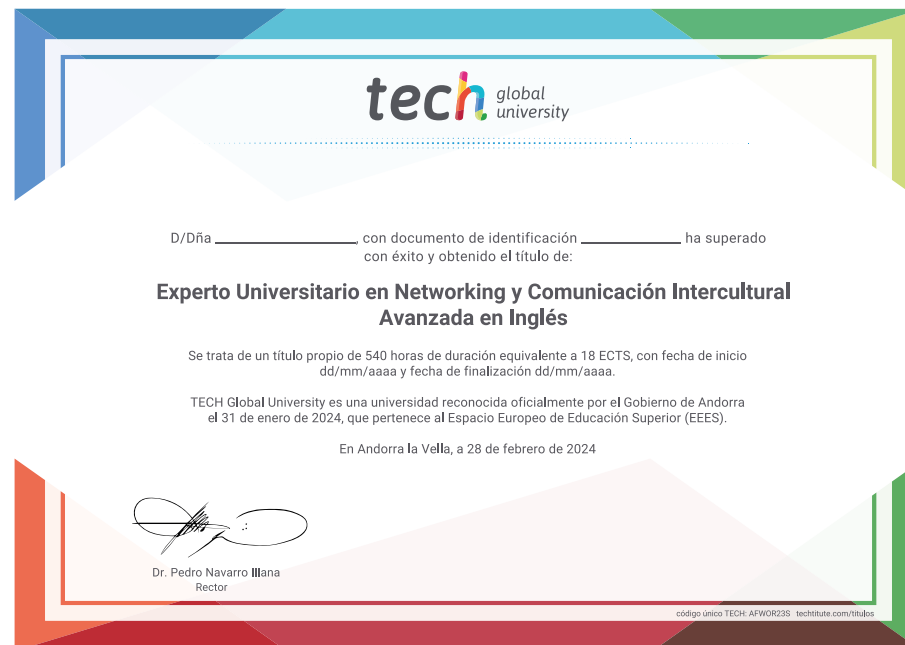 tech global university
D/Dña ____________________, con documento de identificación ______________ ha superado
con éxito y obtenido el título de:
Experto Universitario en Networking y Comunicación Intercultural
Avanzada en Inglés
Se trata de un título propio de 540 horas de duración equivalente a 18 ECTS, con fecha de inicio
dd/mm/aaaa y fecha de finalización dd/mm/aaaa.
TECH Global University es una universidad reconocida oficialmente por el Gobierno de Andorra
el 31 de enero de 2024, que pertenece al Espacio Europeo de Educación Superior (EEES).
En Andorra la Vella, a 28 de febrero de 2024
Dr. Pedro Navarro Illana
Rector
código único TECH: AFWOR23S techtitute.com/titulos